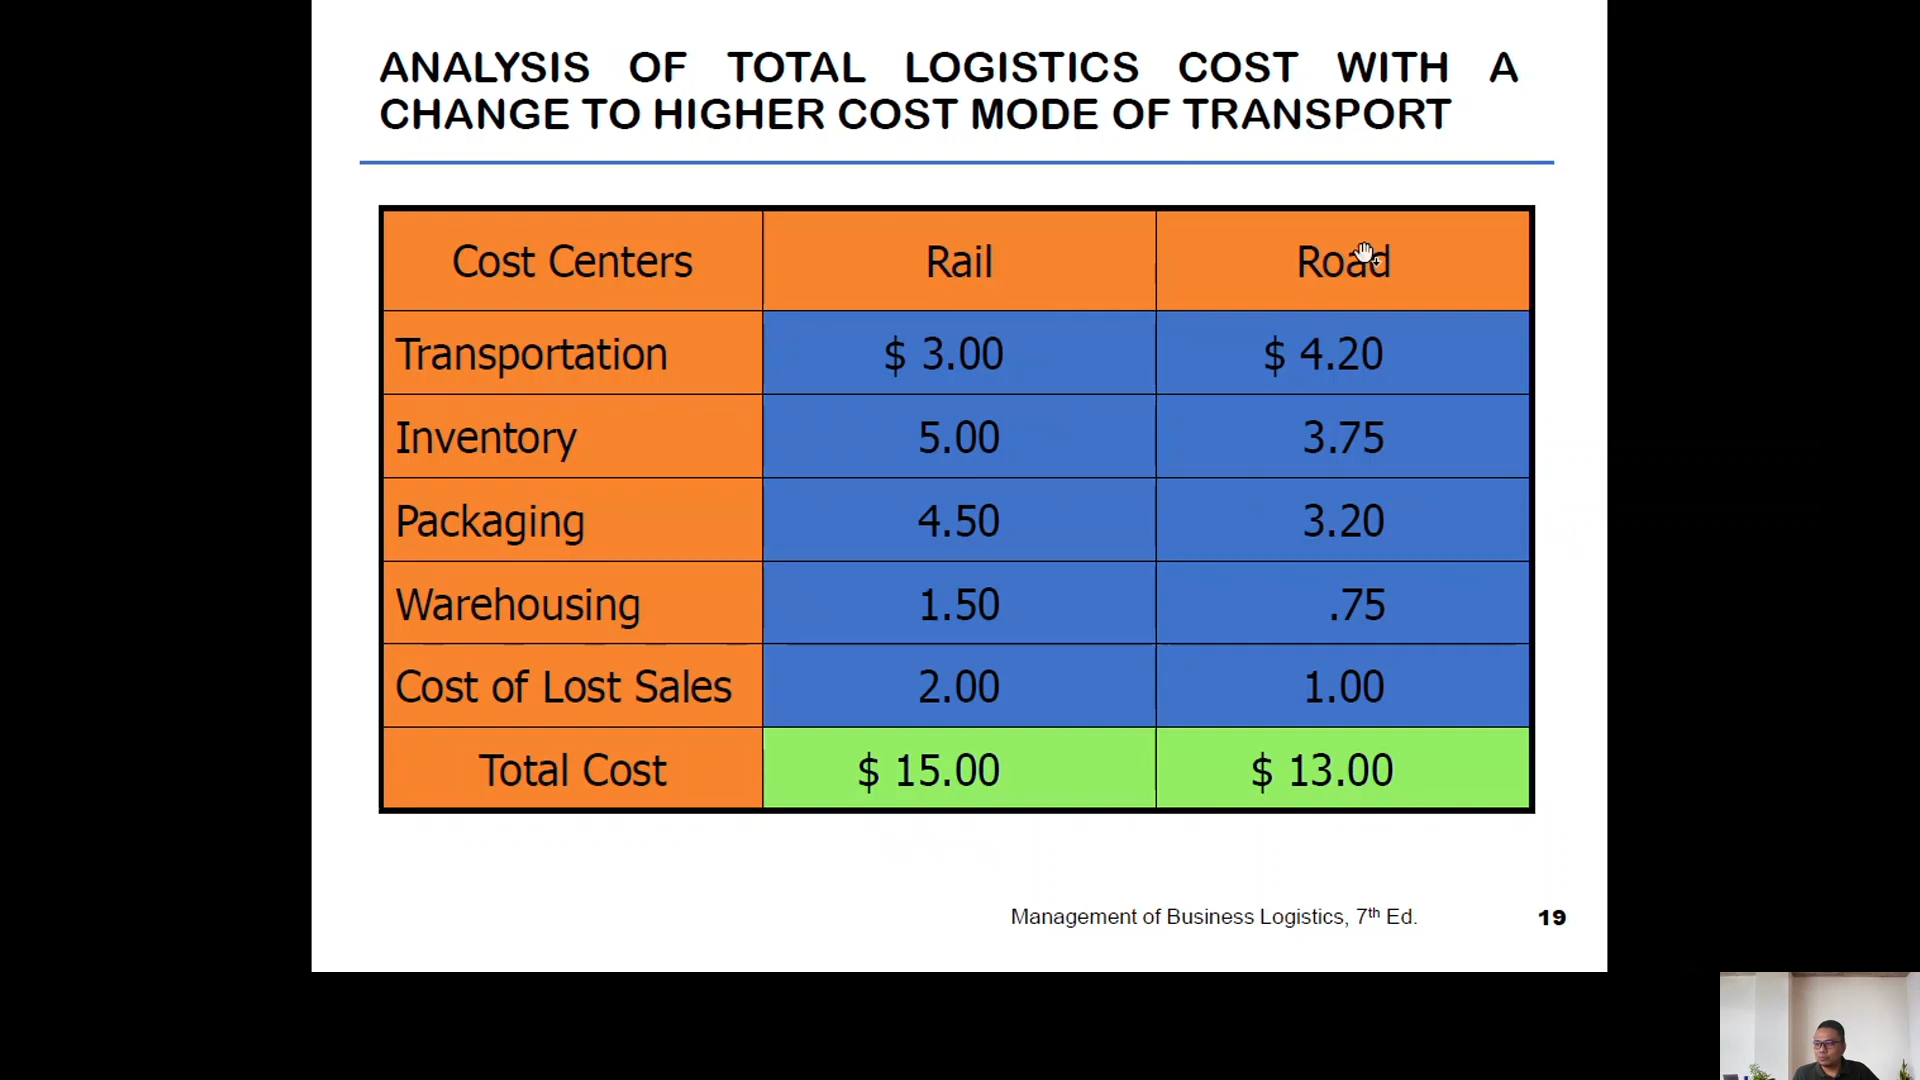 ANALYSIS OF TOTAL LOGISTICS COST WITH A
CHANGE TO HIGHER COST MODE OF TRANSPORT
Cost Centers Rail Road
Transportation $ 3.00 $ 4.20
Inventory 5.00 3.75
Packaging 4.50 3.20
Warehousing 1.50 .75
Cost of Lost Sales 2.00 1.00
Total Cost $ 15.00 $ 13.00
Management of Business Logistics, 7th Ed. 19